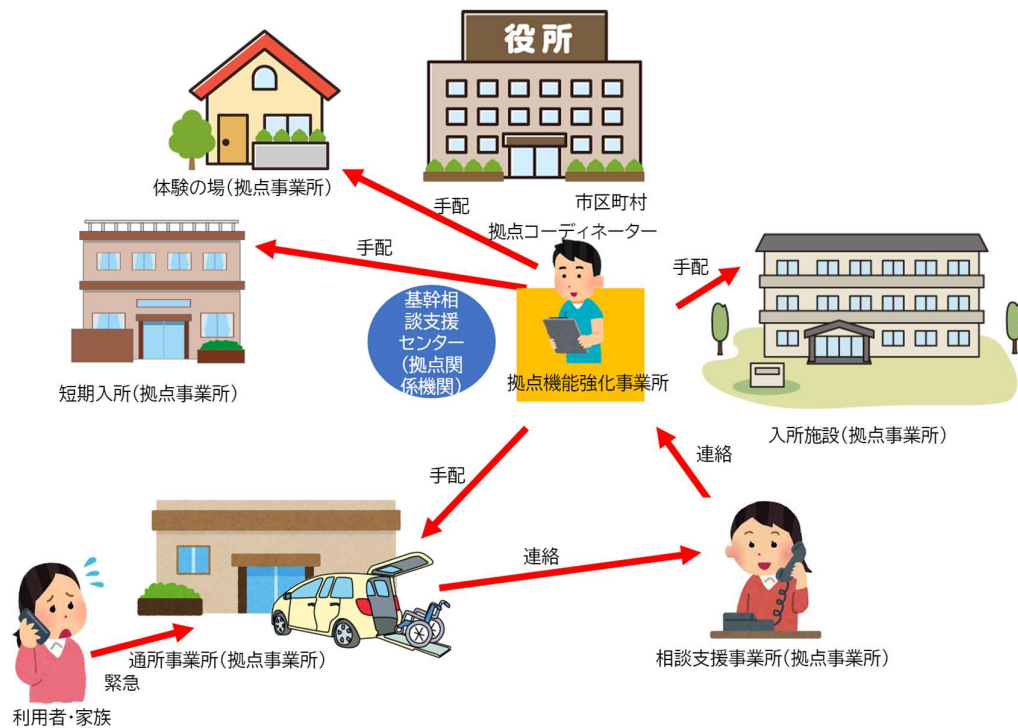 役所
体験の場(拠点事業所)
手配
市区町村
拠点コーディネーター
手配
手配
基幹相
談支援
センター
(拠点関
係機関)
拠点機能強化事業所
短期入所(拠点事業所)
入所施設(拠点事業所)
連絡
手配
連絡
通所事業所(拠点事業所)
相談支援事業所(拠点事業所)
緊急
利用者・家族